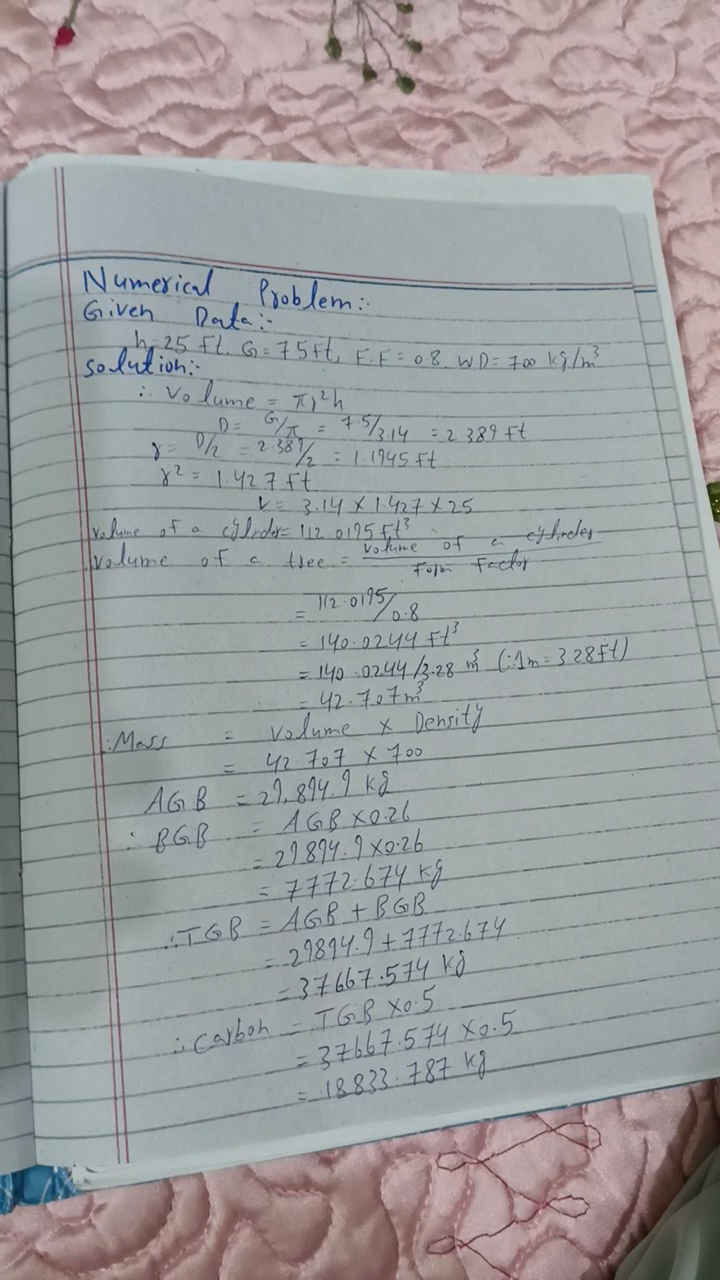 Numerical Problem:-
Given Data:-
h=25 Ft, G=7.5 Ft, F.F=0.8 WD=700 kg/m³
Solution:-
∴ Volume = πr²h
D= G/π = 7.5/3.14 =2.389 Ft
r= D/2 = 2.389/2 = 1.1945 Ft
r² = 1.427 Ft
V = 3.14 × 1.427 × 25
Volume of a cylinder= 112.0195 ft³
Volume of a tree = Volume of a cylinder / Form Factor
= 112.0195/0.8
= 140.0244 Ft³
= 140.0244/3.28 m³ (∴1m=3.28Ft)
= 42.707m³
∴Mass = Volume × Density
= 42.707 × 700
AGB = 29,894.9 kg
∴ BGB = AGB ×0.26
= 29894.9 ×0.26
= 7772.674 kg
∴TGB = AGB + BGB
= 29894.9 + 7772.674
= 37667.574 kg
∴Carbon = TGB ×0.5
= 37667.574 ×0.5
= 18833.787 kg